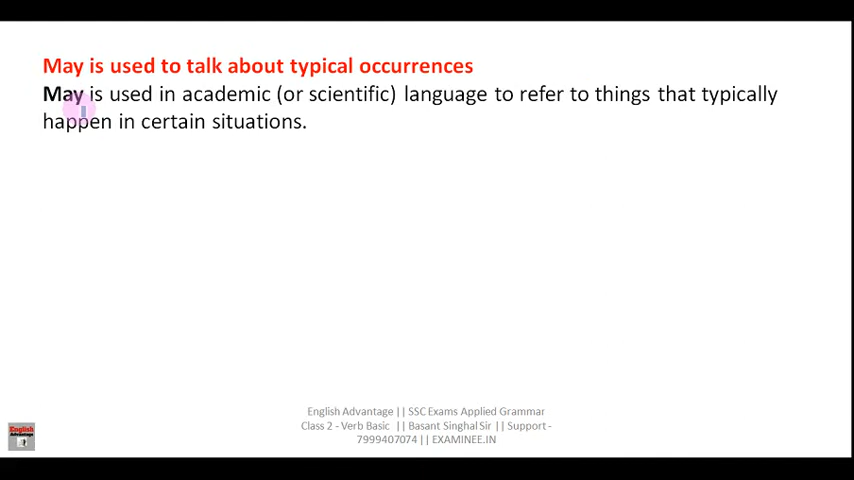 May is used to talk about typical occurrences
May is used in academic (or scientific) language to refer to things that typically
happen in certain situations.
English Advantage || SSC Exams Applied Grammar
Class 2 - Verb Basic || Basant Singhal Sir || Support -
7999407074 || EXAMINEE.IN
English
Advantage